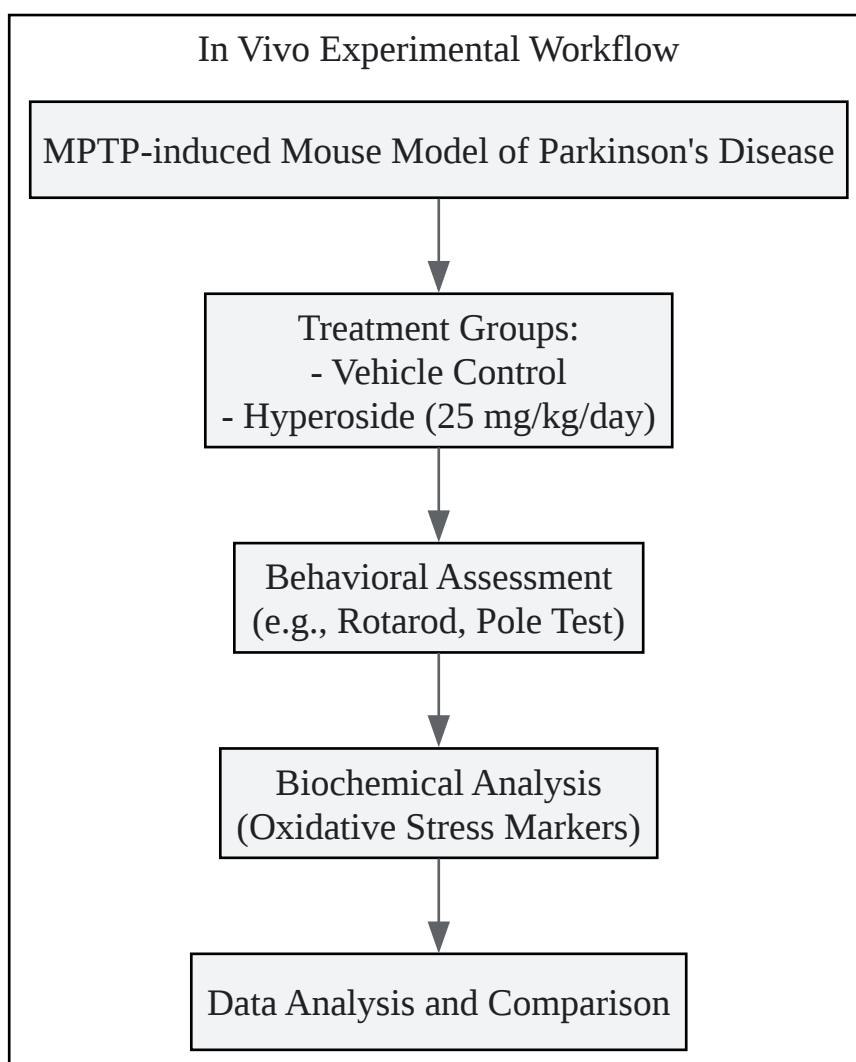 In Vivo Experimental Workflow
MPTP-induced Mouse Model of Parkinson's Disease
Treatment Groups:
- Vehicle Control
- Hyperoside (25 mg/kg/day)
Behavioral Assessment
(e.g., Rotarod, Pole Test)
Biochemical Analysis
(Oxidative Stress Markers)
Data Analysis and Comparison